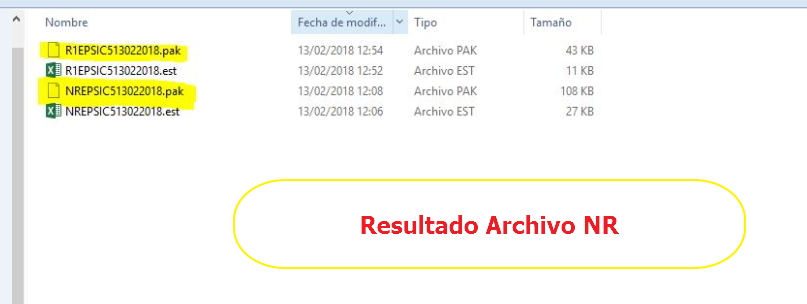 Nombre Fecha de modif... Tipo Tamaño
R1EPSIC513022018.pak 13/02/2018 12:54 Archivo PAK 43 KB
R1EPSIC513022018.est 13/02/2018 12:52 Archivo EST 11 KB
NREPSIC513022018.pak 13/02/2018 12:08 Archivo PAK 108 KB
NREPSIC513022018.est 13/02/2018 12:06 Archivo EST 27 KB
Resultado Archivo NR